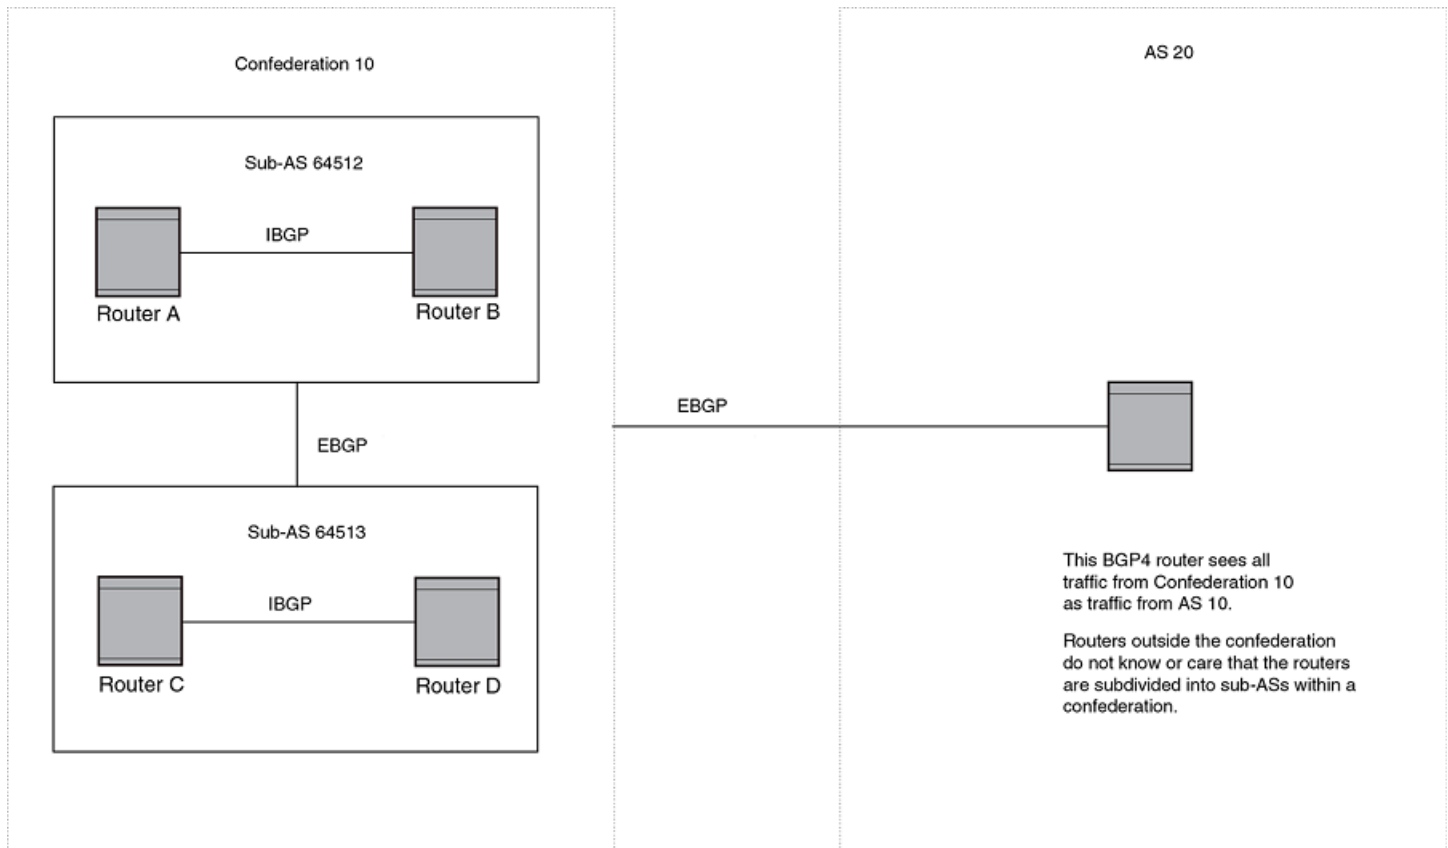 Confederation 10
AS 20
Sub-AS 64512
IBGP
Router A
Router B
EBGP
EBGP
Sub-AS 64513
IBGP
Router C
Router D
This BGP4 router sees all
traffic from Confederation 10
as traffic from AS 10.
Routers outside the confederation
do not know or care that the routers
are subdivided into sub-ASs within a
confederation.